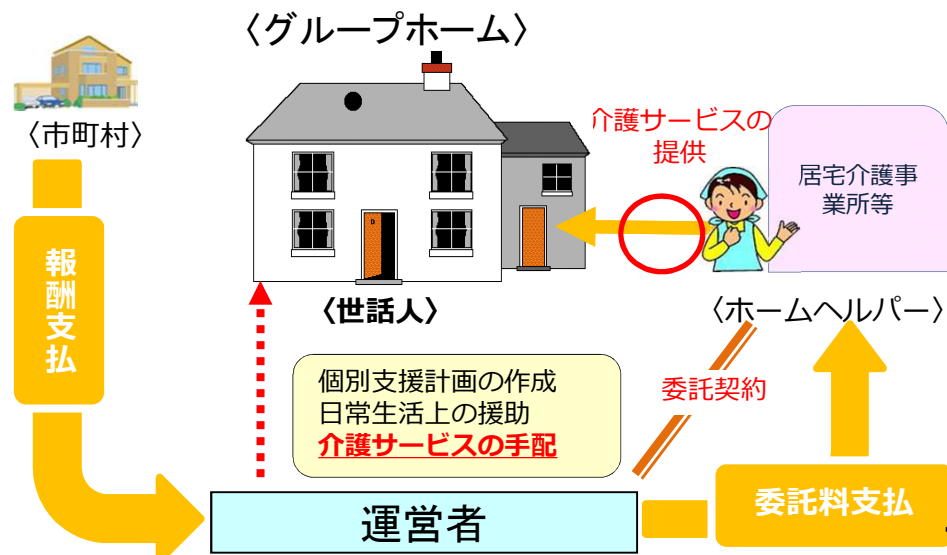 〈グループホーム〉
〈市町村〉
介護サービスの
提供
居宅介護事
業所等
報酬支払
〈世話人〉
〈ホームヘルパー〉
個別支援計画の作成
日常生活上の援助
介護サービスの手配
委託契約
運営者
委託料支払